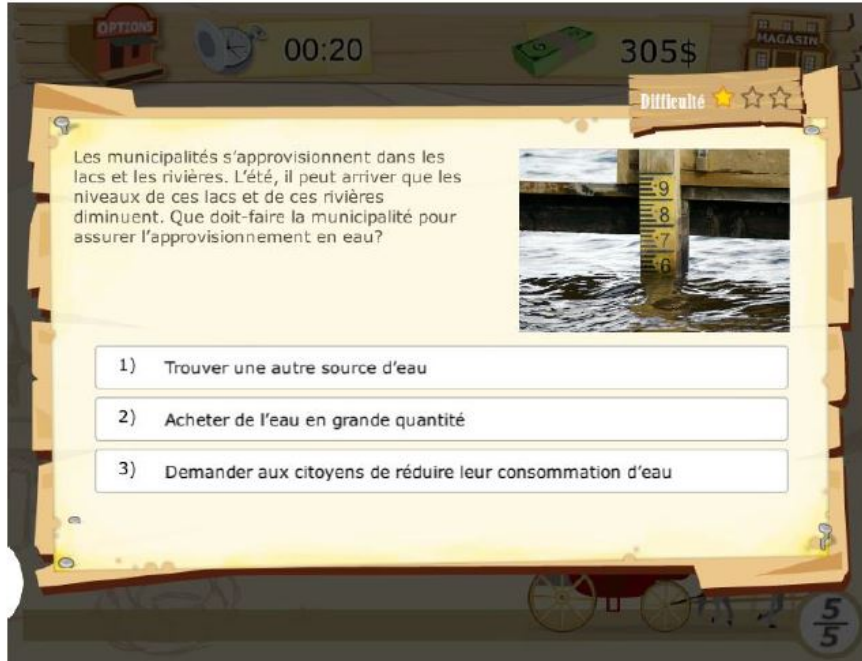 OPTIONS
00:20
305$
MAGASIN
Difficulté
Les municipalités s’approvisionnent dans les
lacs et les rivières. L’été, il peut arriver que les
niveaux de ces lacs et de ces rivières
diminuent. Que doit-faire la municipalité pour
assurer l’approvisionnement en eau?
9
8
7
6
1) Trouver une autre source d’eau
2) Acheter de l’eau en grande quantité
3) Demander aux citoyens de réduire leur consommation d’eau
5
5